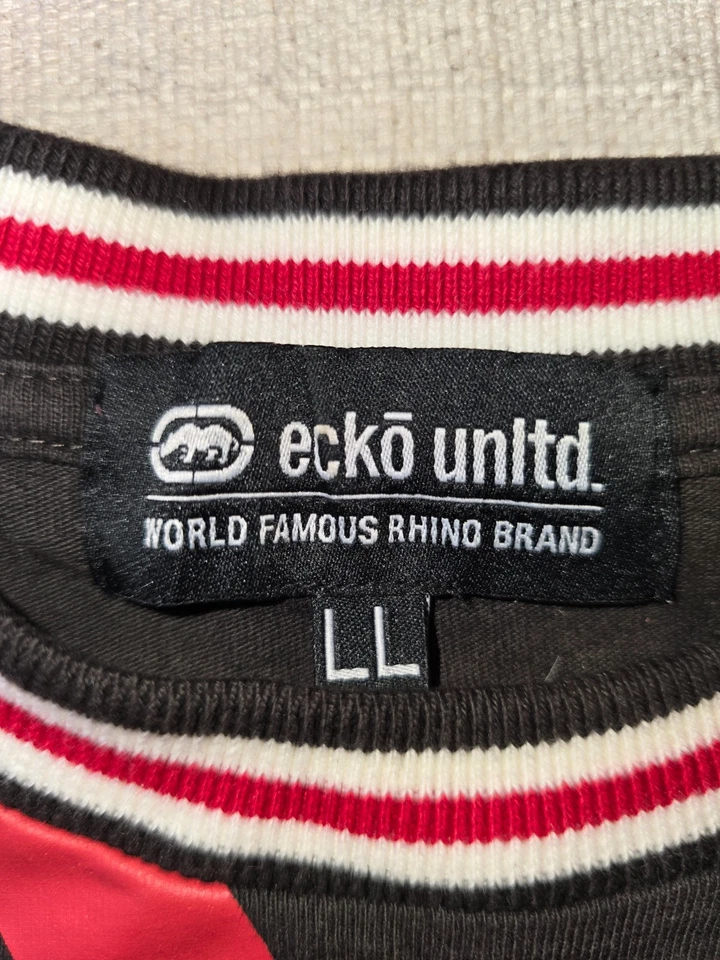 eckō unltd.
WORLD FAMOUS RHINO BRAND
LL